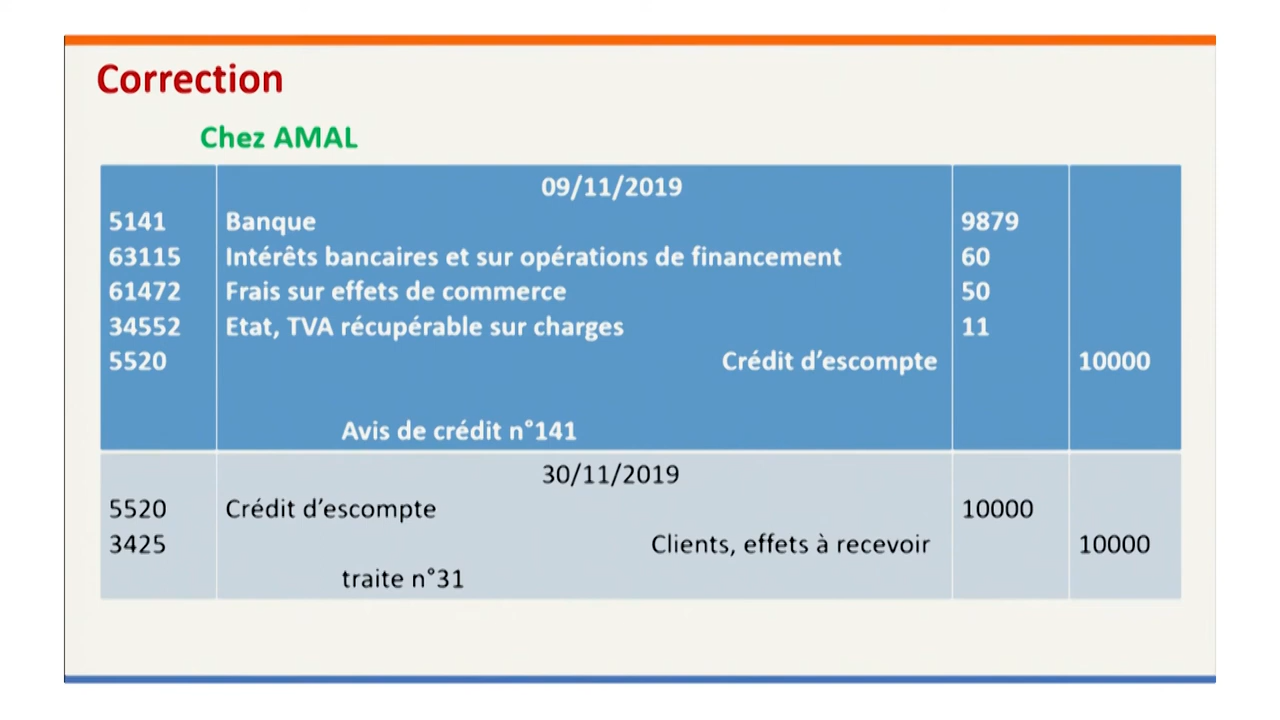 Correction
Chez AMAL
09/11/2019
5141 Banque 9879
63115 Intérêts bancaires et sur opérations de financement 60
61472 Frais sur effets de commerce 50
34552 Etat, TVA récupérable sur charges 11
5520 Crédit d'escompte 10000
Avis de crédit n°141
30/11/2019
5520 Crédit d'escompte 10000
3425 Clients, effets à recevoir 10000
traite n°31